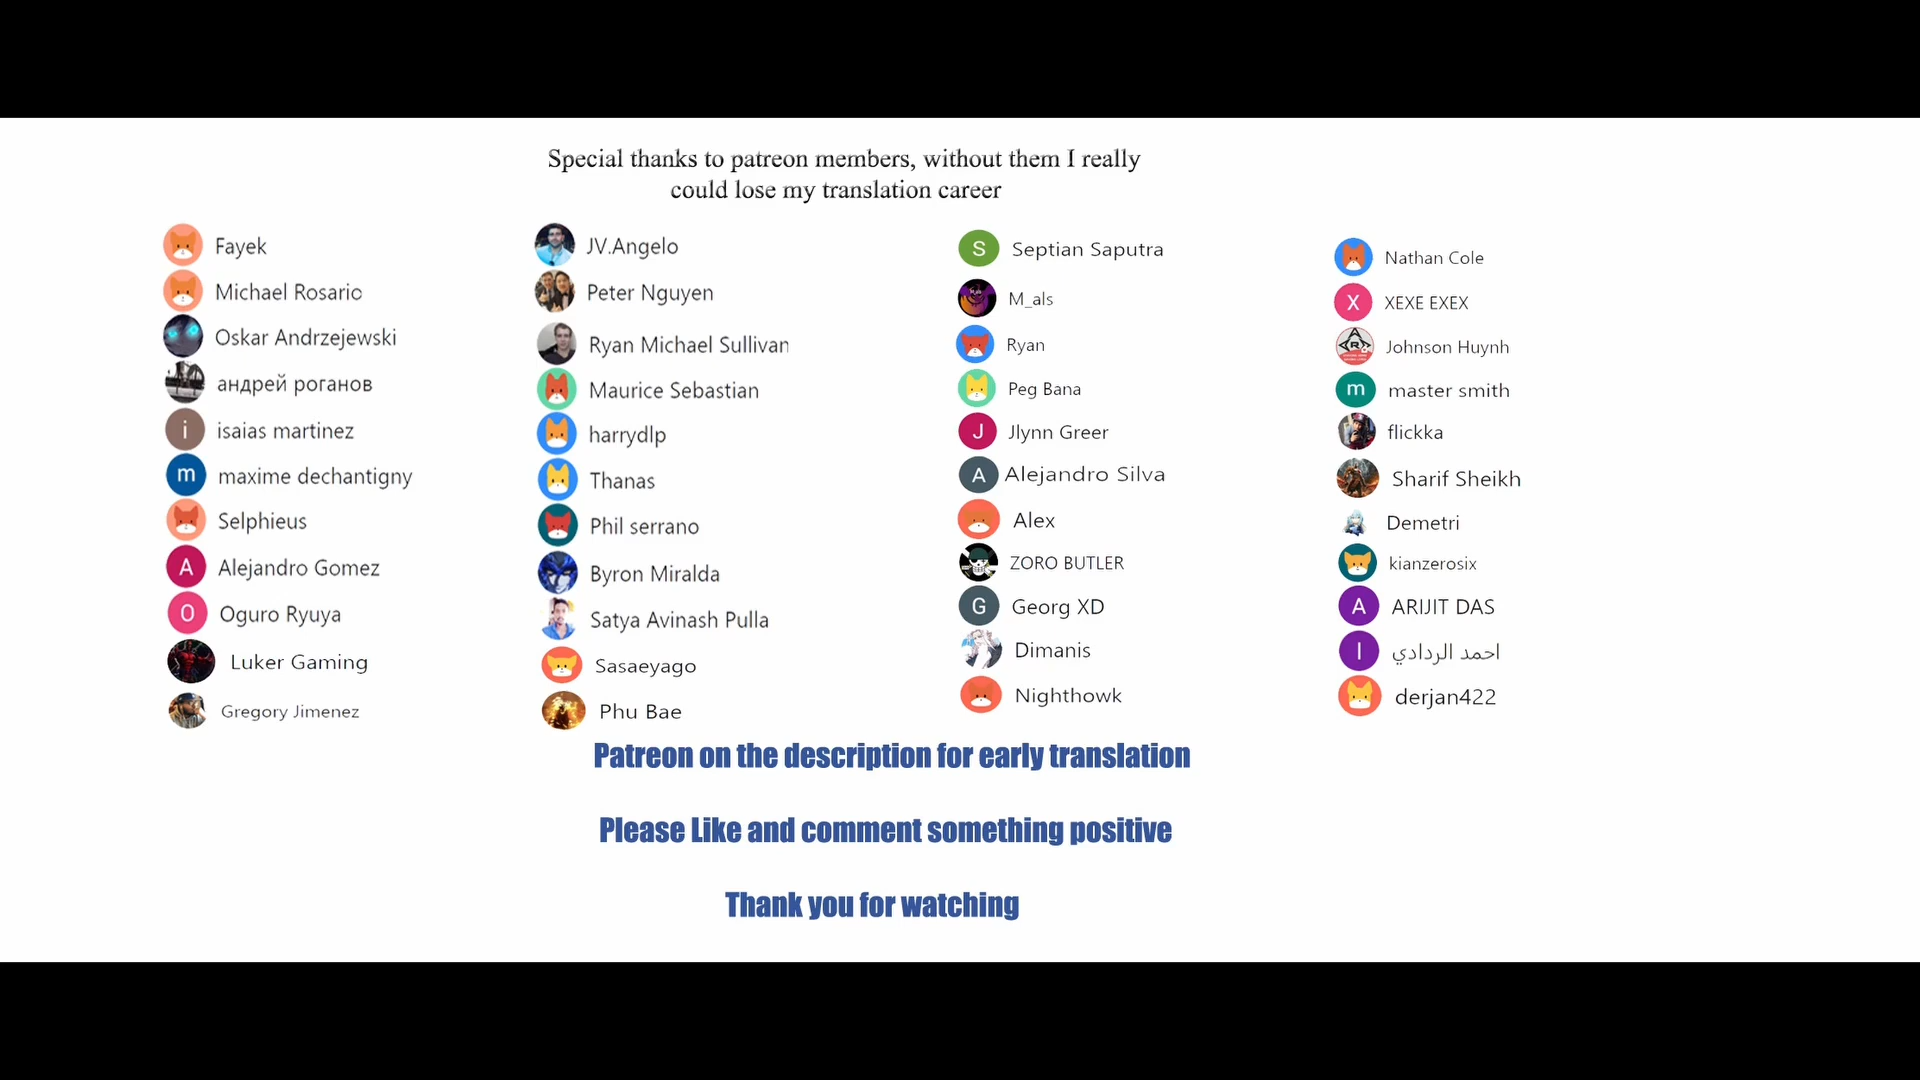 Special thanks to patreon members, without them I really
could lose my translation career
Fayek
Michael Rosario
Oskar Andrzejewski
андрей роганов
i
isaias martinez
m
maxime dechantigny
Selphieus
A
Alejandro Gomez
O
Oguro Ryuya
Luker Gaming
Gregory Jimenez
JV.Angelo
Peter Nguyen
Ryan Michael Sullivan
Maurice Sebastian
harrydlp
Thanas
Phil serrano
Byron Miralda
Satya Avinash Pulla
Sasaeyago
Phu Bae
S
Septian Saputra
M_als
Ryan
Peg Bana
J
Jlynn Greer
A
Alejandro Silva
Alex
ZORO BUTLER
G
Georg XD
Dimanis
Nighthowk
Nathan Cole
X
XEXE EXEX
Johnson Huynh
m
master smith
flickka
Sharif Sheikh
Demetri
kianzerosix
A
ARIJIT DAS
I
احمد الردادي
derjan422
Patreon on the description for early translation
Please Like and comment something positive
Thank you for watching